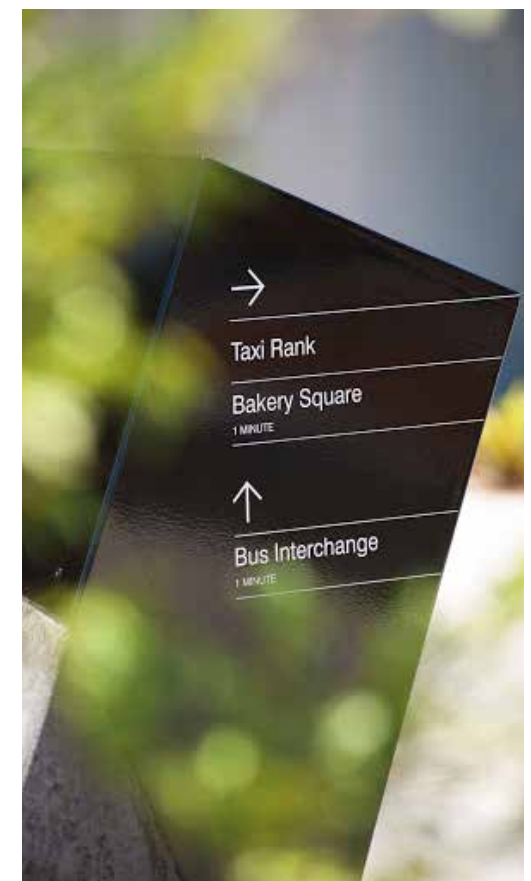 →
Taxi Rank
Bakery Square
1 MINUTE
↑
Bus Interchange
1 MINUTE